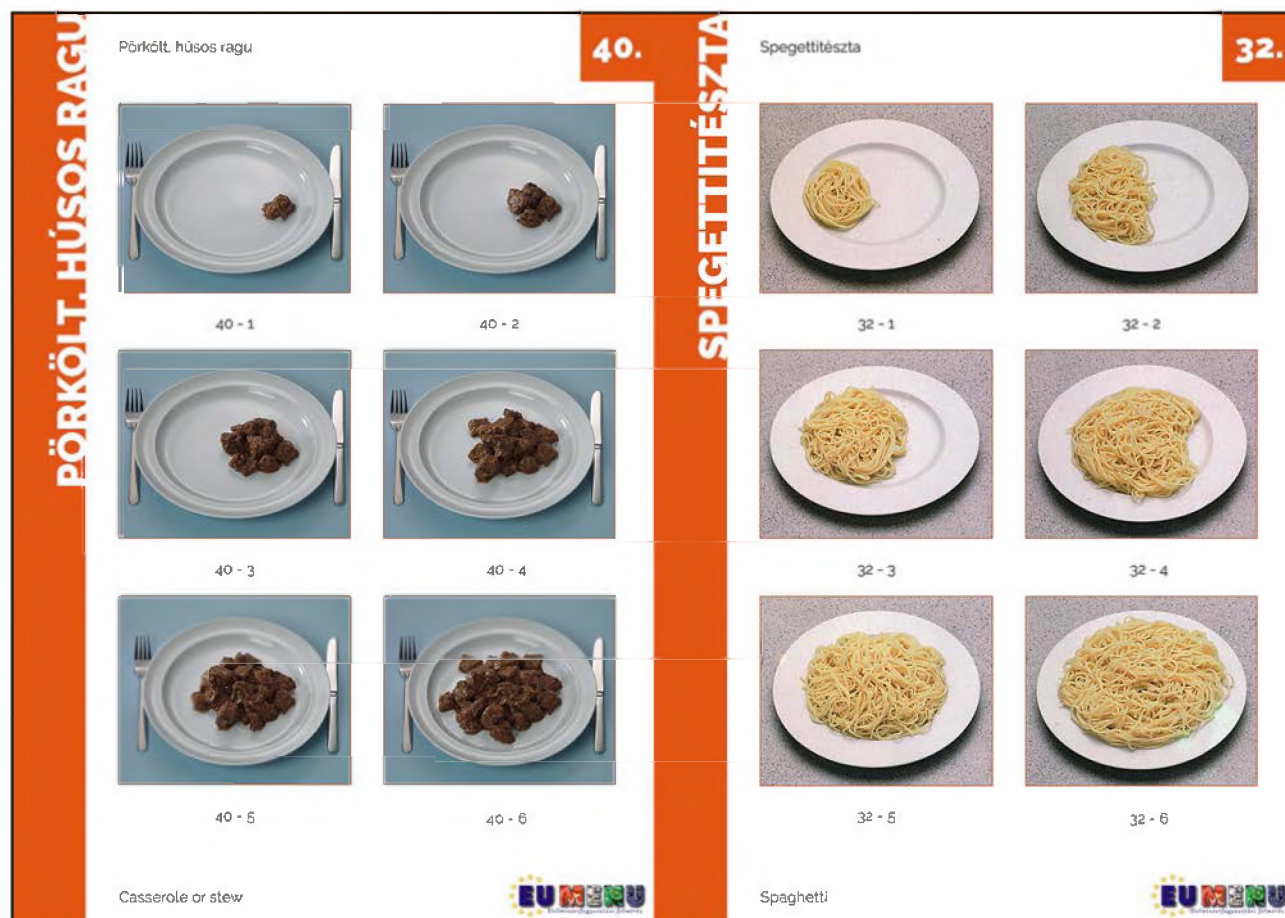 PÖRKÖLT, HÚSOS RAGU
Pörkölt, húsos ragu
40.
40 - 1
40 - 2
40 - 3
40 - 4
40 - 5
40 - 6
Casserole or stew
EU MENU
SPEGETTITÉSZTA
Spegettitészta
32.
32 - 1
32 - 2
32 - 3
32 - 4
32 - 5
32 - 6
Spaghetti
EU MENU